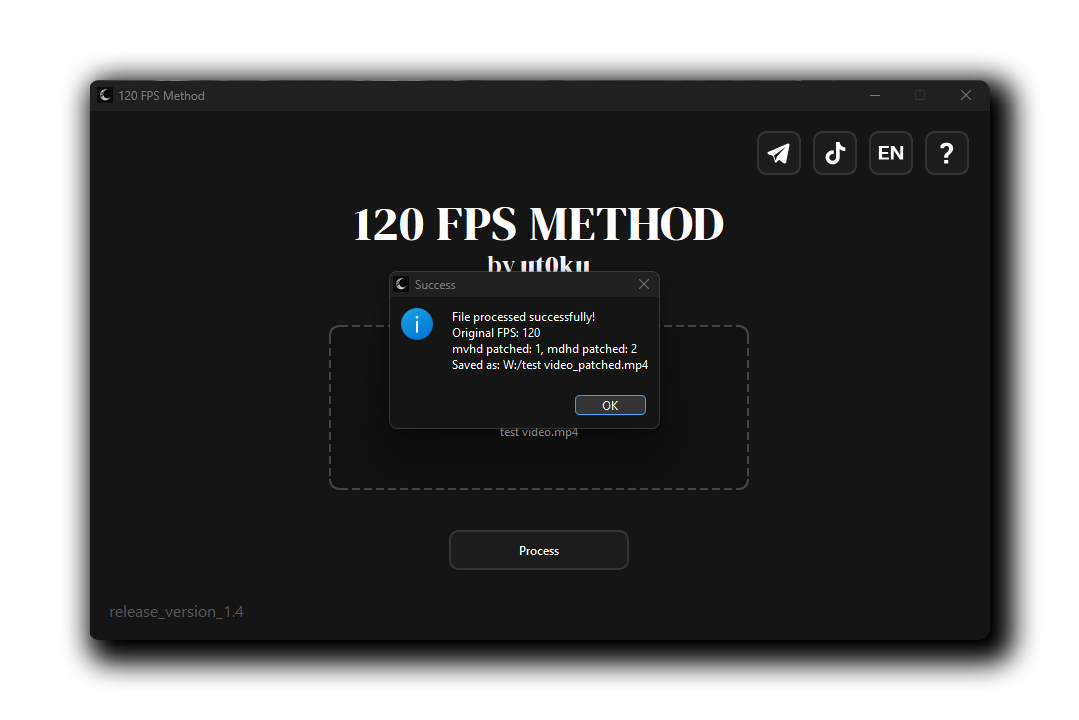 120 FPS Method
EN
?
120 FPS METHOD
by ut0ku
Success
File processed successfully!
Original FPS: 120
mvhd patched: 1, mdhd patched: 2
Saved as: W:/test video_patched.mp4
OK
test video.mp4
Process
release_version_1.4